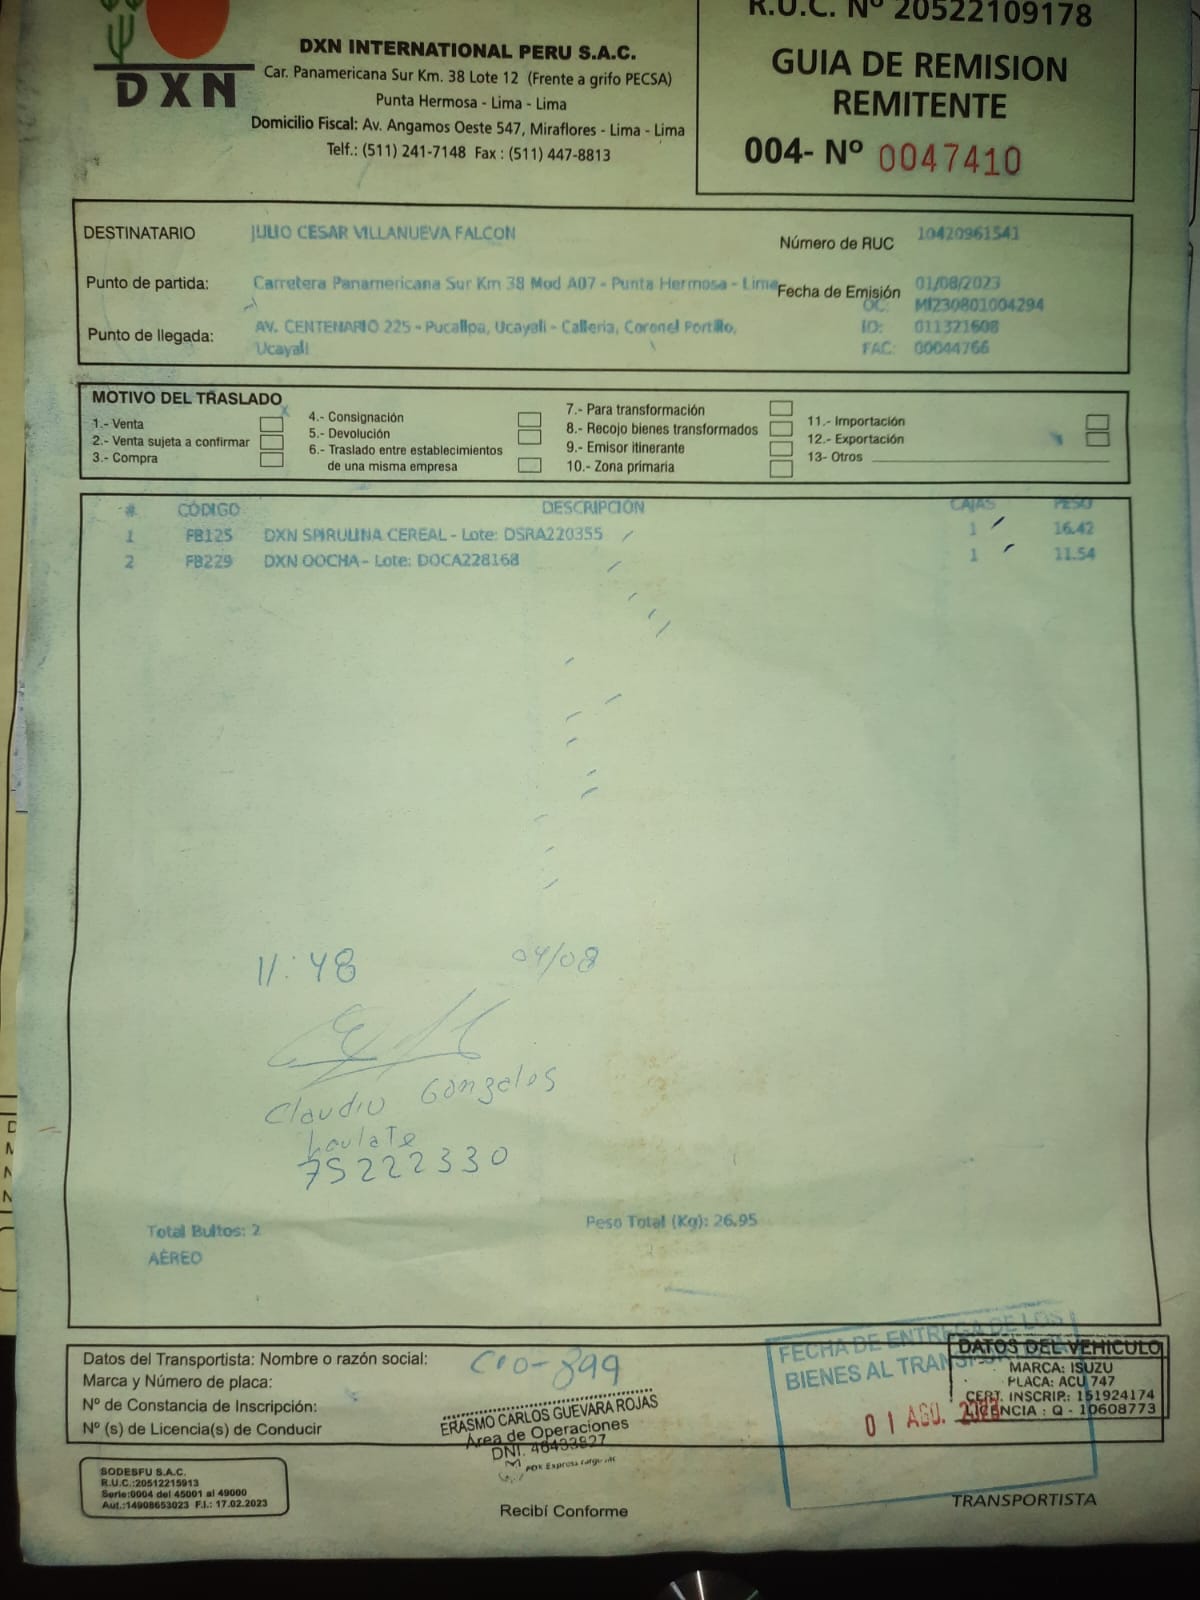 R.U.C. Nº 20522109178
DXN
DXN INTERNATIONAL PERU S.A.C.
Car. Panamericana Sur Km. 38 Lote 12 (Frente a grifo PECSA)
Punta Hermosa - Lima - Lima
Domicilio Fiscal: Av. Angamos Oeste 547, Miraflores - Lima - Lima
Telf.: (511) 241-7148 Fax : (511) 447-8813
GUIA DE REMISION
REMITENTE
004- Nº 0047410
DESTINATARIO JULIO CESAR VILLANUEVA FALCON Número de RUC 10420961541
Punto de partida: Carretera Panamericana Sur Km 38 Mod A07 - Punta Hermosa - Lima Fecha de Emisión 01/08/2023
OC: MI230801004294
Punto de llegada: AV. CENTENARIO 225 - Pucallpa, Ucayali - Calleria, Coronel Portillo, ID: 011321608
Ucayali FAC: 00044766
MOTIVO DEL TRASLADO
1.- Venta X
2.- Venta sujeta a confirmar
3.- Compra
4.- Consignación
5.- Devolución
6.- Traslado entre establecimientos
de una misma empresa
7.- Para transformación
8.- Recojo bienes transformados
9.- Emisor itinerante
10.- Zona primaria
11.- Importación
12.- Exportación
13- Otros
# CÓDIGO DESCRIPCIÓN CAJAS PESO
1 FB125 DXN SPIRULINA CEREAL - Lote: DSRA220355 1 16.42
2 FB229 DXN OOCHA - Lote: DOCA228168 1 11.54
11:48 04/08
Claudio Gonzales
75222330
Total Bultos: 2 Peso Total (Kg): 26.95
AÉREO
Datos del Transportista: Nombre o razón social:
Marca y Número de placa:
Nº de Constancia de Inscripción:
Nº (s) de Licencia(s) de Conducir
C10-899
ERASMO CARLOS GUEVARA ROJAS
Área de Operaciones
DNI. 46433827
FECHA DE ENTREGA DE LOS
BIENES AL
01 AGO.
DATOS DEL VEHICULO
MARCA: ISUZU
PLACA: ACU 747
CERT. INSCRIP.: 151924174
LICENCIA : Q - 10608773
SODESFU S.A.C.
R.U.C.:20512215913
Serie:0004 del 45001 al 49000
Aut.:14908653023 F.I.: 17.02.2023
Recibí Conforme
TRANSPORTISTA